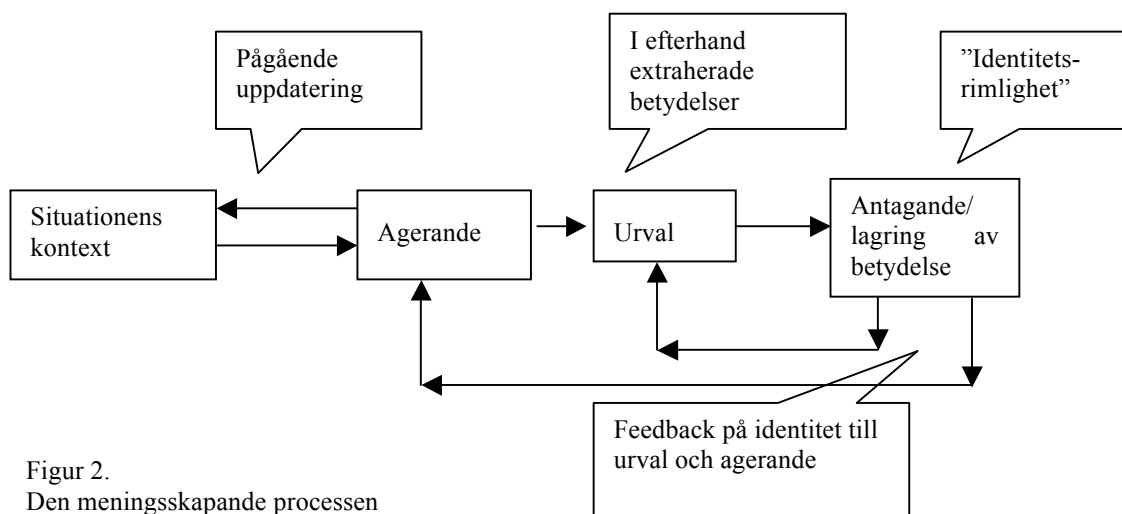 Pågående
uppdatering
I efterhand
extraherade
betydelser
”Identitets-
rimlighet”
Situationens
kontext
Agerande
Urval
Antagande/
lagring av
betydelse
Feedback på identitet till
urval och agerande
Figur 2.
Den meningsskapande processen